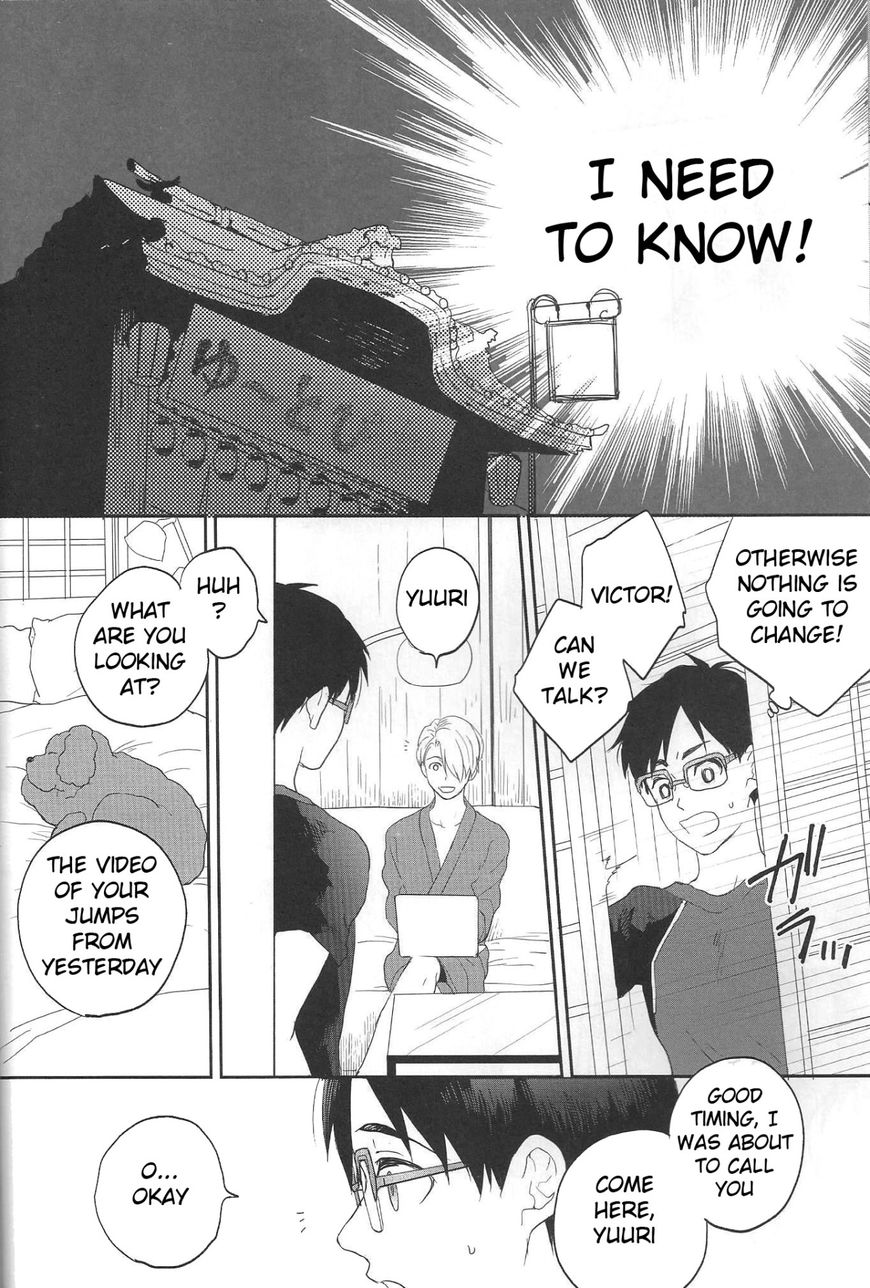 I NEED
TO KNOW!
ゆ〜とぴ
OTHERWISE
NOTHING IS
GOING TO
CHANGE!
VICTOR!
CAN
WE
TALK?
ガラッ
YUURI
HUH
?
WHAT
ARE YOU
LOOKING
AT?
THE VIDEO
OF YOUR
JUMPS
FROM
YESTERDAY
GOOD
TIMING, I
WAS ABOUT
TO CALL
YOU
COME
HERE,
YUURI
O...
OKAY